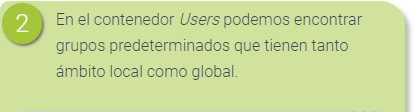 2
En el contenedor Users podemos encontrar
grupos predeterminados que tienen tanto
ámbito local como global.